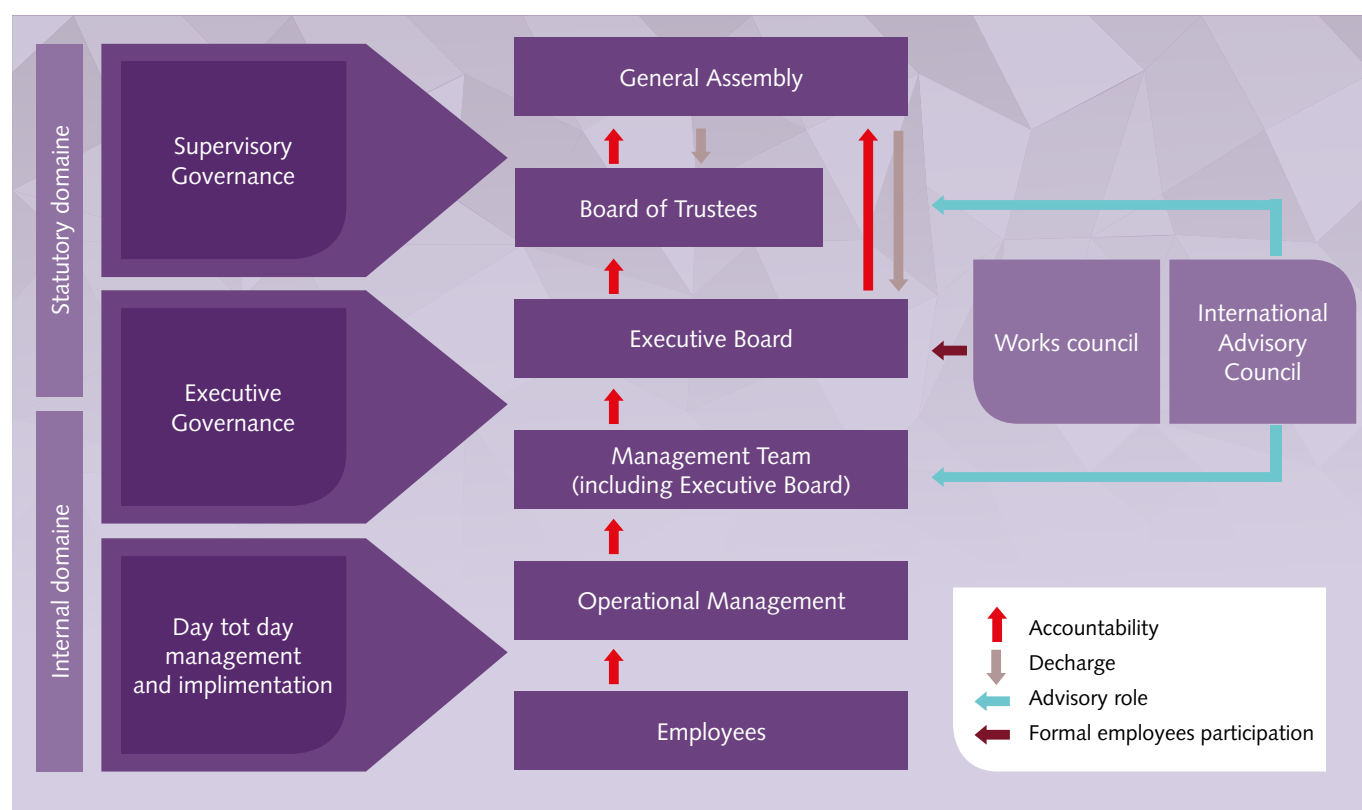 Statutory domaine
Internal domaine
Supervisory
Governance
Executive
Governance
Day tot day
management
and implimentation
General Assembly
Board of Trustees
Executive Board
Management Team
(including Executive Board)
Operational Management
Employees
Works council
International
Advisory
Council
Accountability
Decharge
Advisory role
Formal employees participation